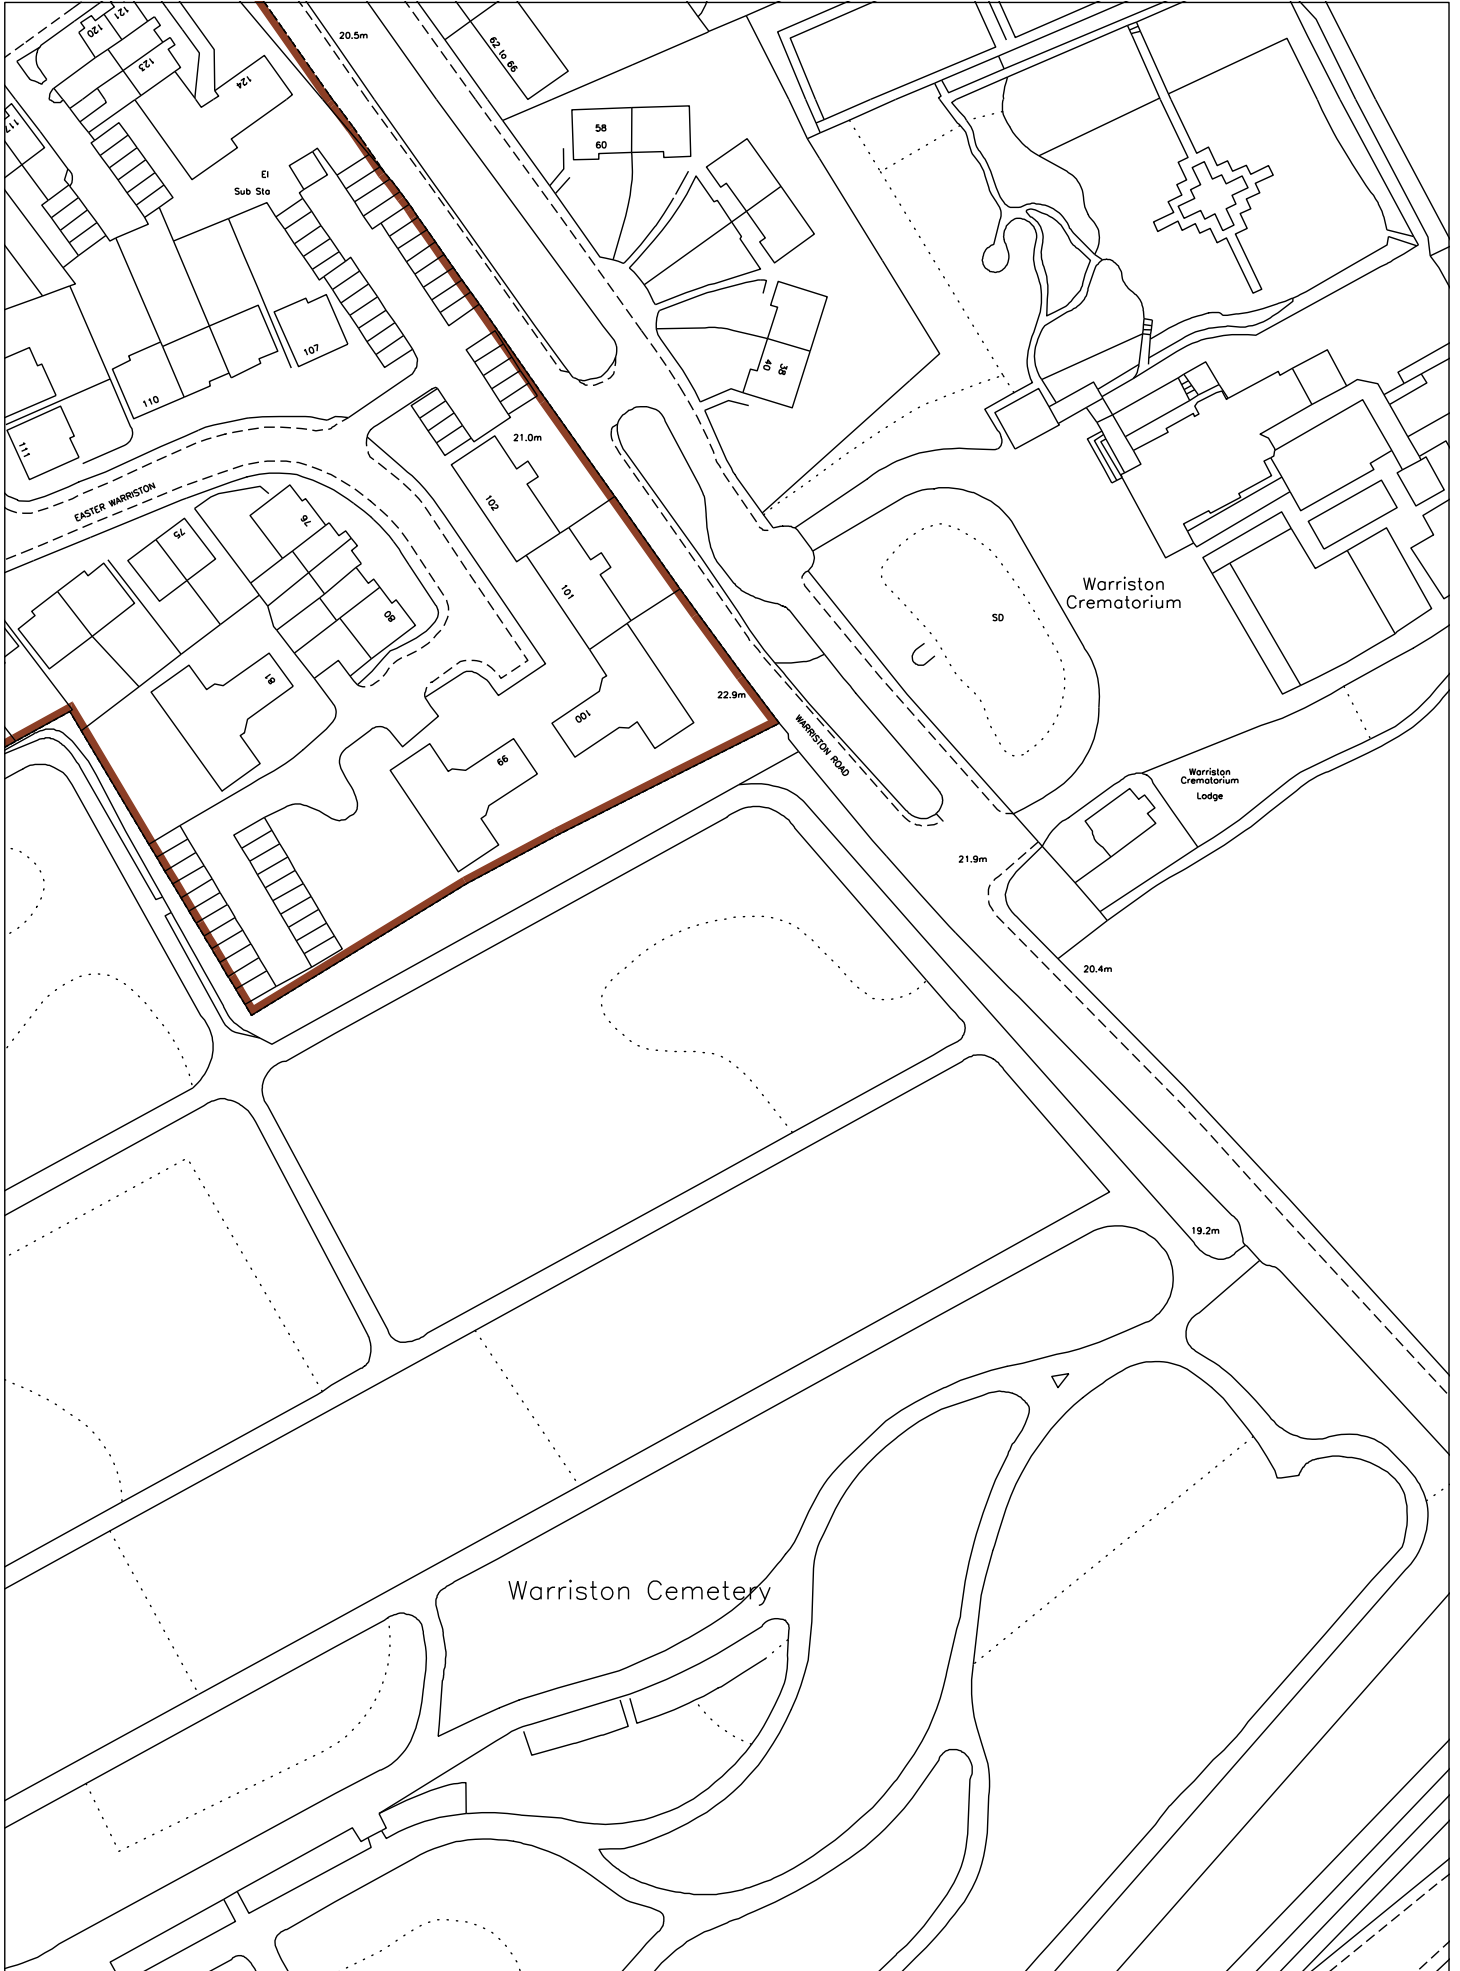 120
121
20.5m
62 to 66
123
124
117
58
60
El
Sub Sta
38
40
107
110
111
21.0m
102
EASTER WARRISTON
76
75
101
80
Warriston
Crematorium
SD
81
22.9m
100
WARRISTON ROAD
99
Warriston
Crematorium
Lodge
21.9m
20.4m
19.2m
Warriston Cemetery